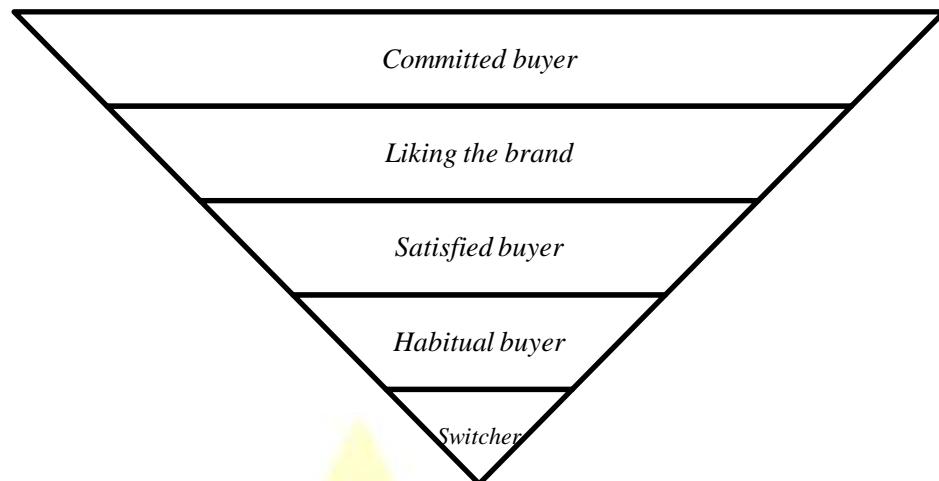 Committed buyer
Liking the brand
Satisfied buyer
Habitual buyer
Switcher